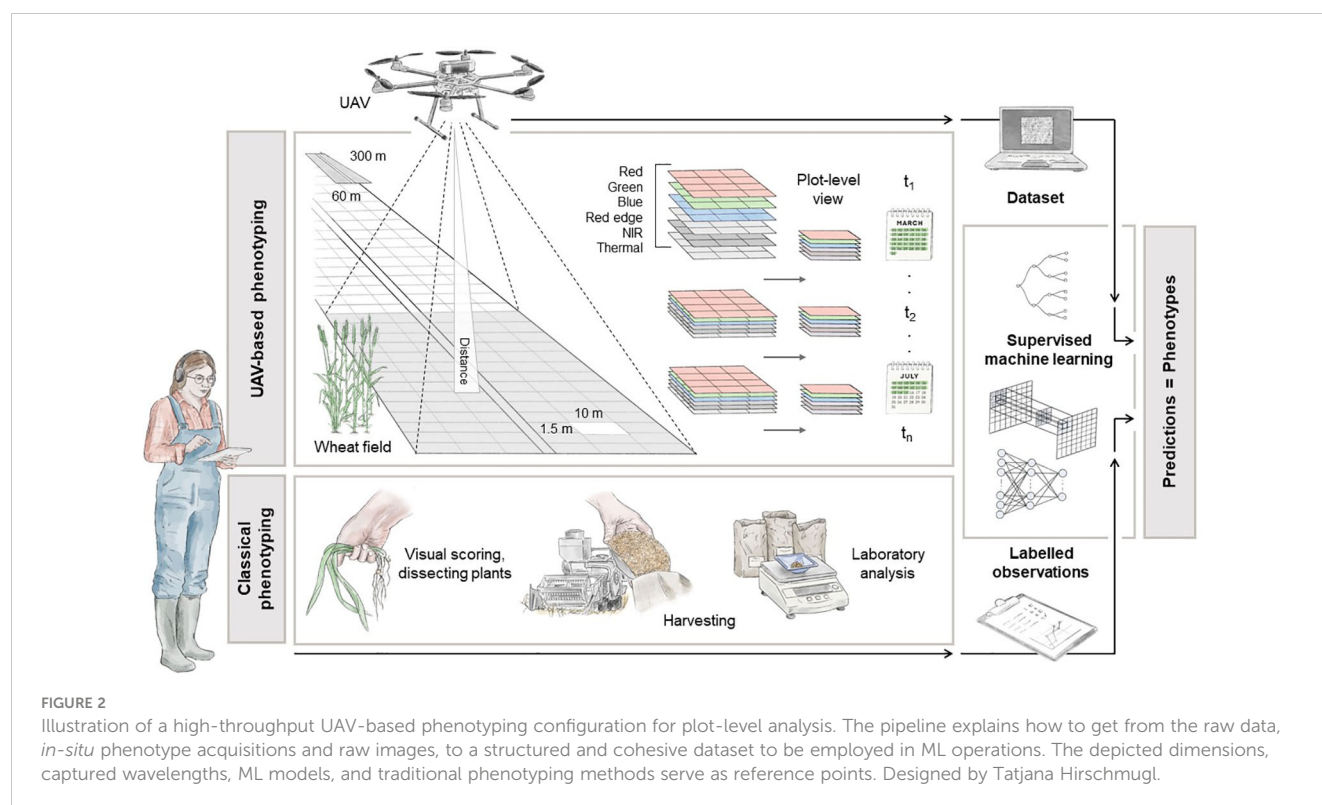 UAV
UAV-based phenotyping
300 m
60 m
Distance
10 m
1.5 m
Wheat field
Red
Green
Blue
Red edge
NIR
Thermal
Plot-level
view
t1
MARCH
.
.
t2
.
.
JULY
tn
Dataset
Supervised
machine learning
Predictions = Phenotypes
Classical
phenotyping
Visual scoring,
dissecting plants
Harvesting
Laboratory
analysis
Labelled
observations
FIGURE 2
Illustration of a high-throughput UAV-based phenotyping configuration for plot-level analysis. The pipeline explains how to get from the raw data,
in-situ phenotype acquisitions and raw images, to a structured and cohesive dataset to be employed in ML operations. The depicted dimensions,
captured wavelengths, ML models, and traditional phenotyping methods serve as reference points. Designed by Tatjana Hirschmugl.